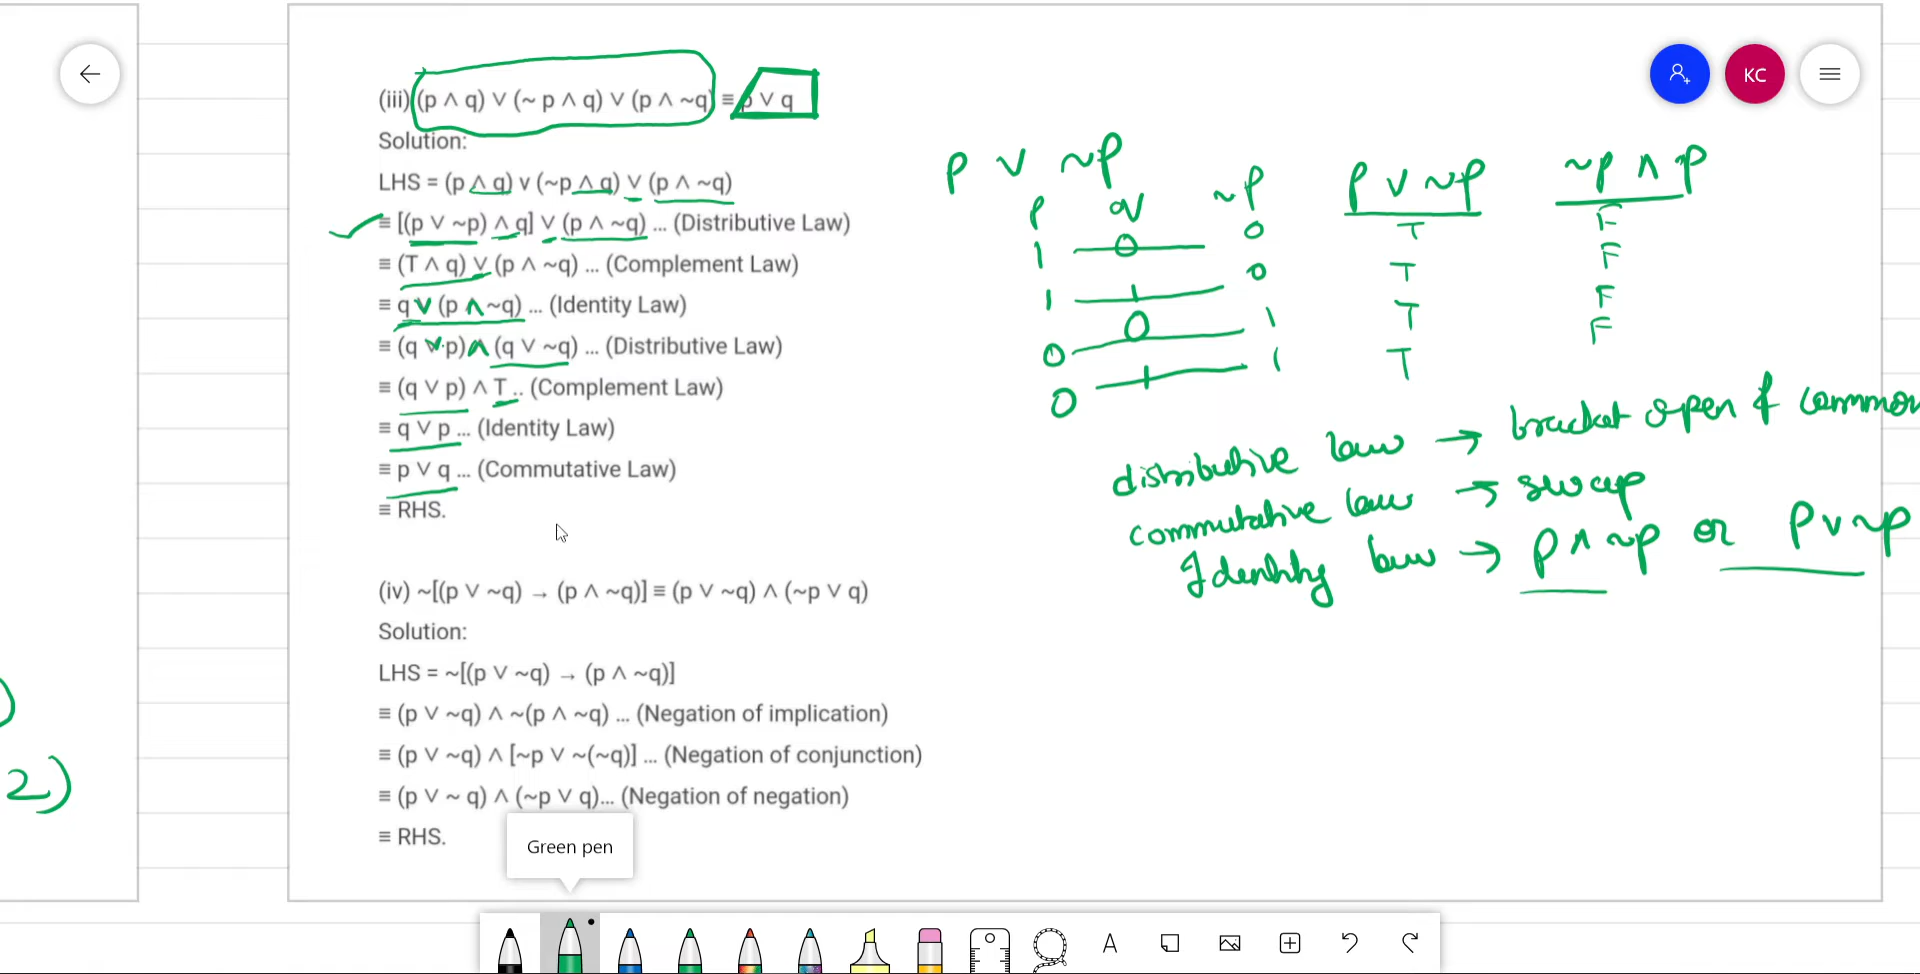 (iii) (p ∧ q) ∨ (~ p ∧ q) ∨ (p ∧ ~q) ≡ p ∨ q
Solution:
LHS = (p ∧ q) v (~p ∧ q) ∨ (p ∧ ~q)
≡ [(p ∨ ~p) ∧ q] ∨ (p ∧ ~q) ... (Distributive Law)
≡ (T ∧ q) ∨ (p ∧ ~q) ... (Complement Law)
≡ q ∨ (p ∧ ~q) ... (Identity Law)
≡ (q ∨ p) ∧ (q ∨ ~q) ... (Distributive Law)
≡ (q ∨ p) ∧ T .. (Complement Law)
≡ q ∨ p ... (Identity Law)
≡ p ∨ q ... (Commutative Law)
≡ RHS.
(iv) ~[(p ∨ ~q) → (p ∧ ~q)] ≡ (p ∨ ~q) ∧ (~p ∨ q)
Solution:
LHS = ~[(p ∨ ~q) → (p ∧ ~q)]
≡ (p ∨ ~q) ∧ ~(p ∧ ~q) ... (Negation of implication)
≡ (p ∨ ~q) ∧ [~p ∨ ~(~q)] ... (Negation of conjunction)
≡ (p ∨ ~ q) ∧ (~p ∨ q)... (Negation of negation)
≡ RHS.
p ∨ ~p
p q ~p p ∨ ~p ~p ∧ p
1 0 0 T F
1 1 0 T F
0 0 1 T F
0 1 1 T F
distributive law → bracket open & common
commutative law → swap
Identity law → p ∧ ~p or p ∨ ~p
2)
KC
Green pen
A